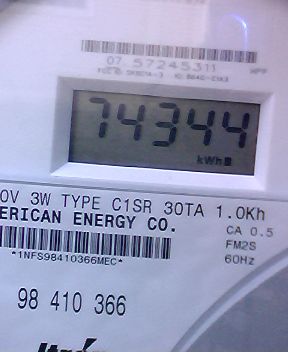 07 57245311
74344
kWh
0V 3W TYPE C1SR 30TA 1.0Kh
ERICAN ENERGY CO.
CA 0.5
FM2S
*1NFS98410366MEC*
60Hz
98 410 366
Itron